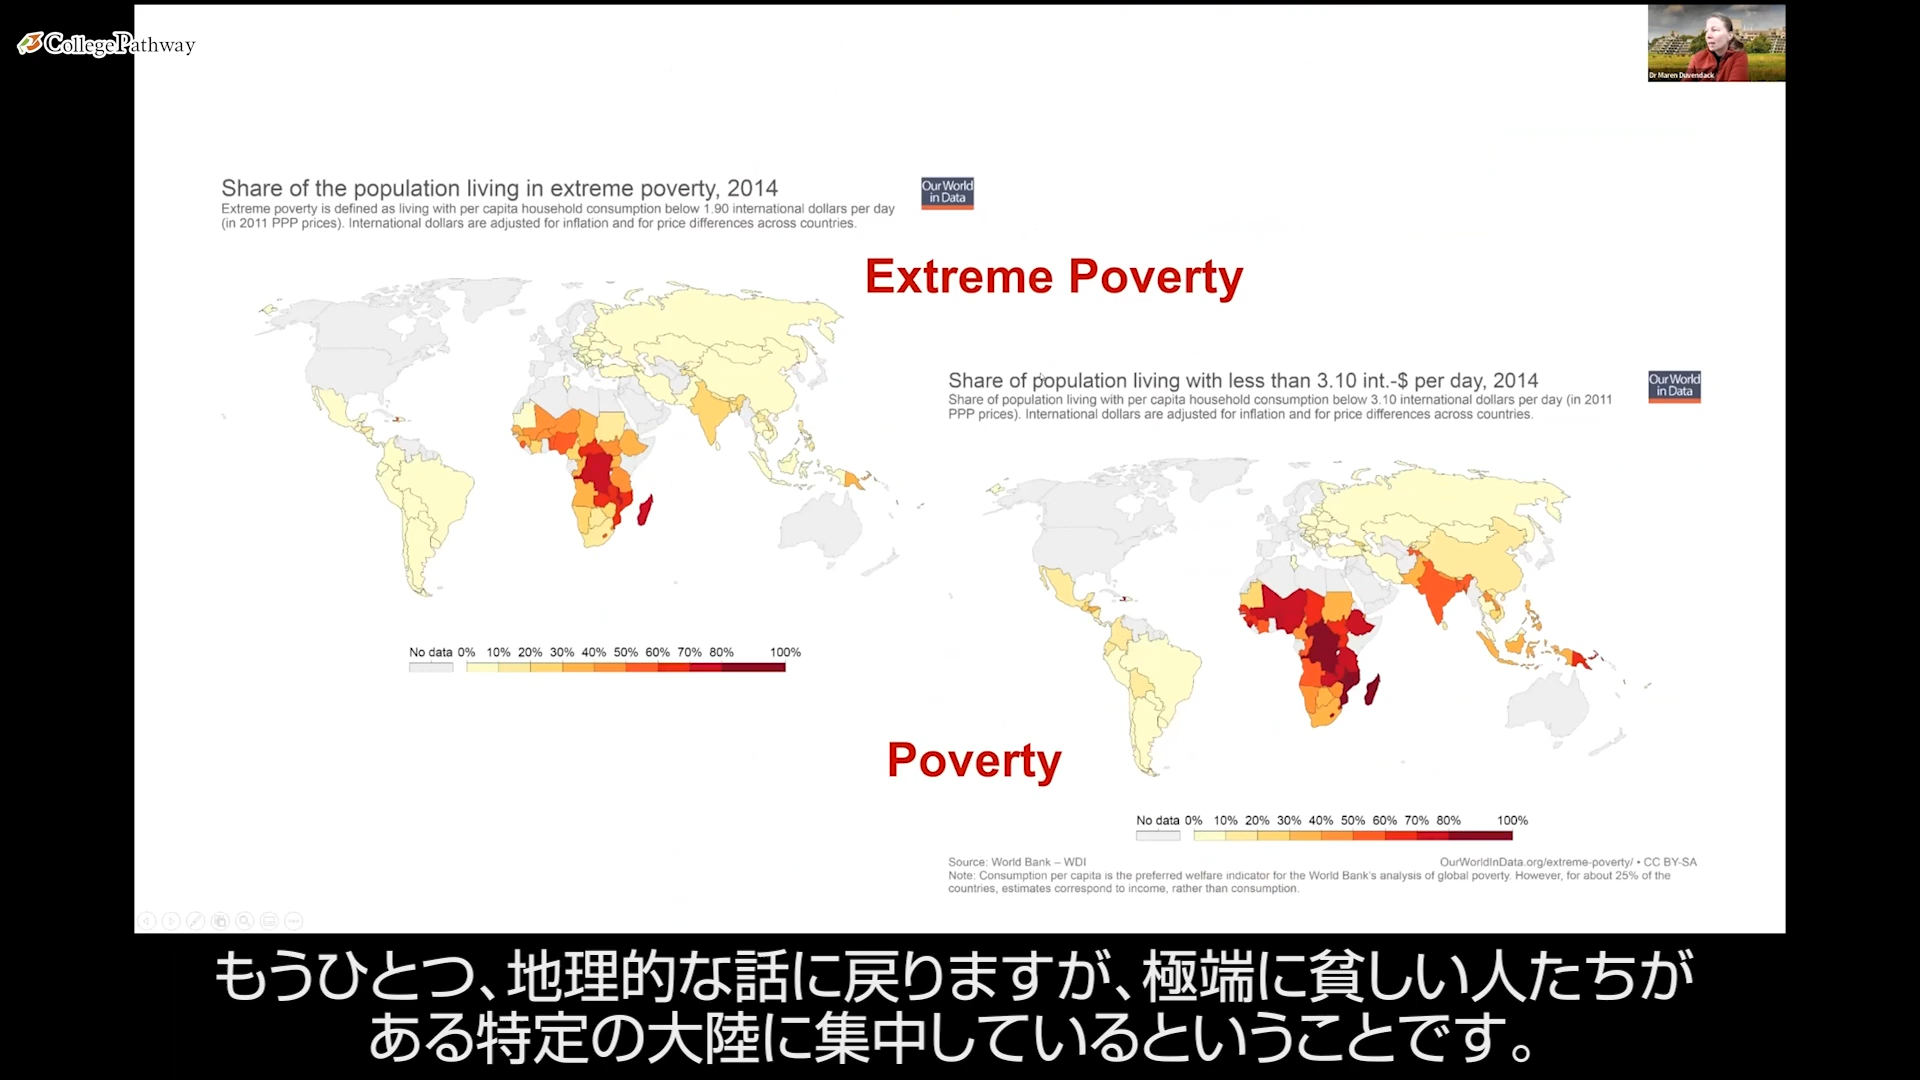 CollegePathway
Dr Maren Duvendack
Share of the population living in extreme poverty, 2014
Extreme poverty is defined as living with per capita household consumption below 1.90 international dollars per day
(in 2011 PPP prices). International dollars are adjusted for inflation and for price differences across countries.
Our World
in Data
Extreme Poverty
Share of population living with less than 3.10 int.-$ per day, 2014
Share of population living with per capita household consumption below 3.10 international dollars per day (in 2011
PPP prices). International dollars are adjusted for inflation and for price differences across countries.
Our World
in Data
No data 0% 10% 20% 30% 40% 50% 60% 70% 80% 100%
Poverty
No data 0% 10% 20% 30% 40% 50% 60% 70% 80% 100%
Source: World Bank – WDI
OurWorldInData.org/extreme-poverty/ • CC BY-SA
Note: Consumption per capita is the preferred welfare indicator for the World Bank's analysis of global poverty. However, for about 25% of the
countries, estimates correspond to income, rather than consumption.
もうひとつ、地理的な話に戻りますが、極端に貧しい人たちが
ある特定の大陸に集中しているということです。